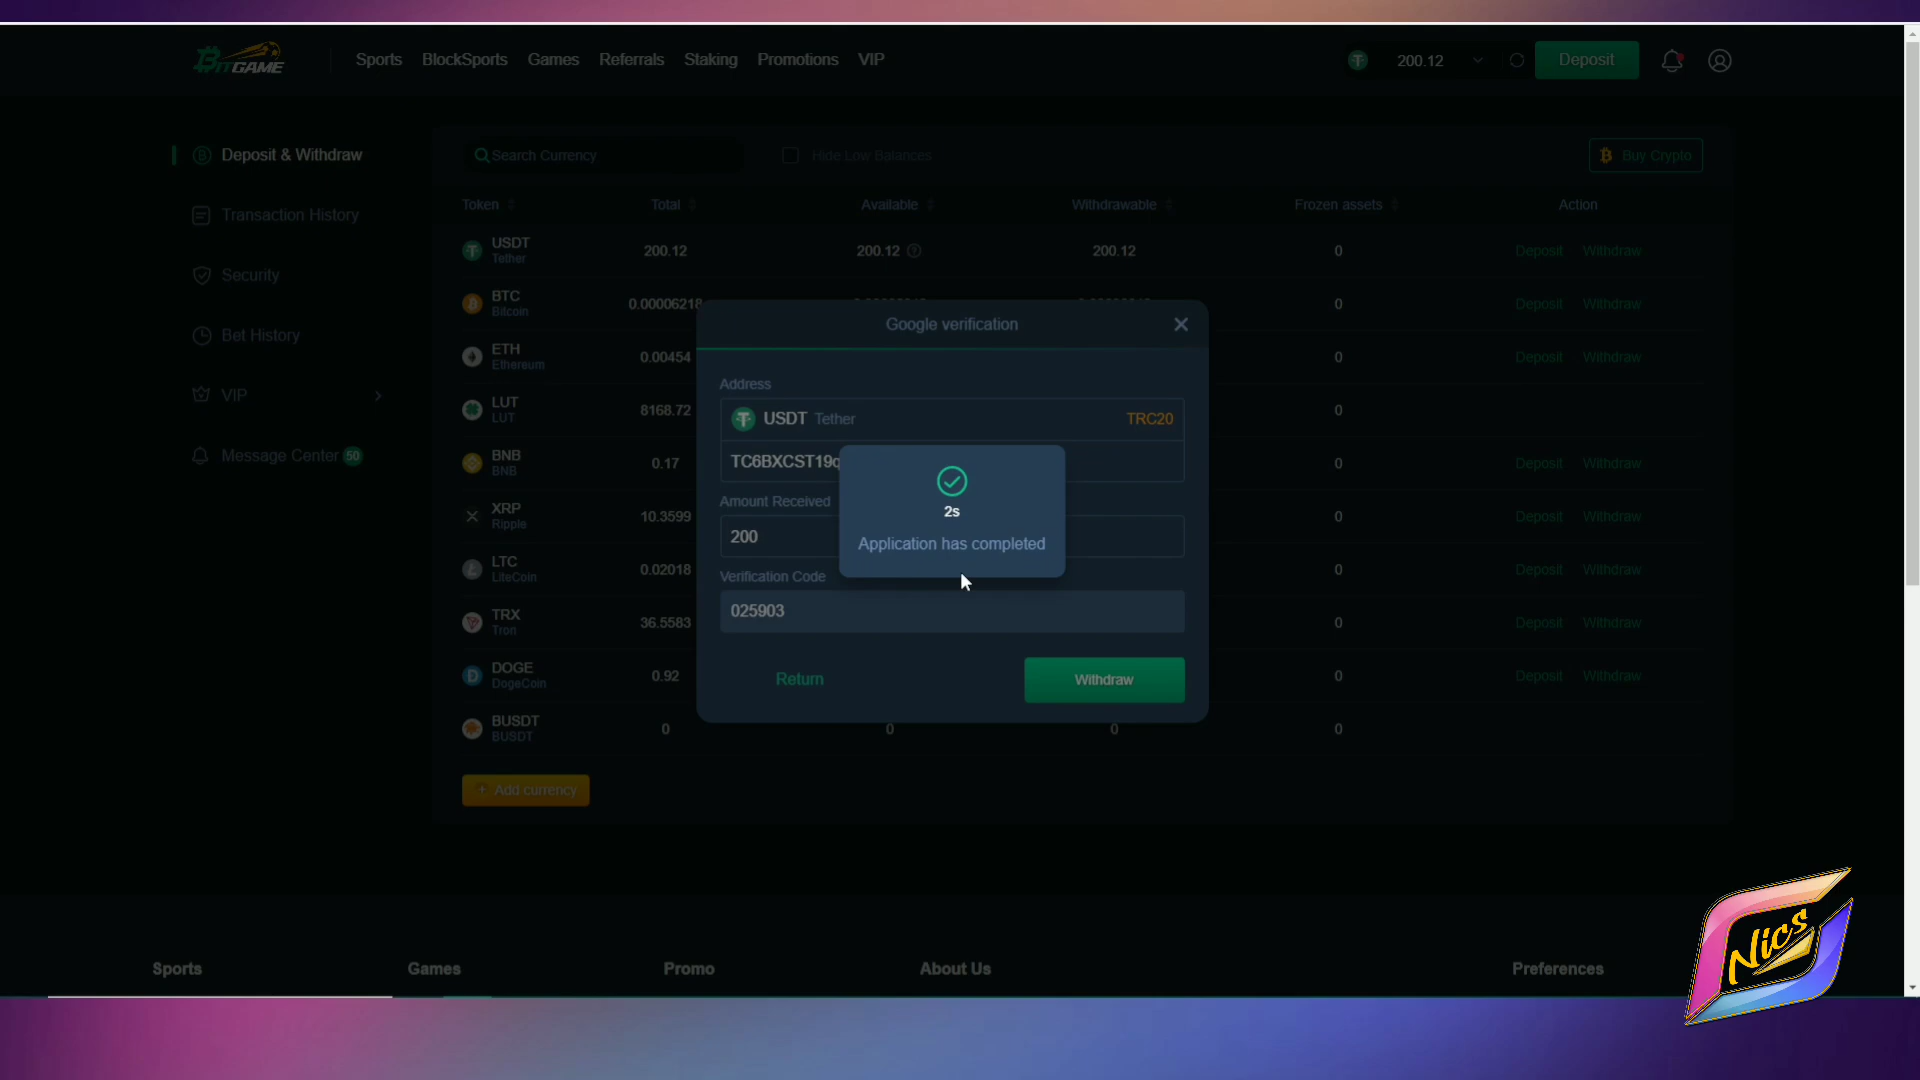 BITGAME
Sports BlockSports Games Referrals Staking Promotions VIP
200.12
Deposit
Deposit & Withdraw
Transaction History
Security
Bet History
VIP
Message Center 50
Search Currency
Hide Low Balances
Buy Crypto
Token Total Available Withdrawable Frozen assets Action
USDT Tether 200.12 200.12 200.12 0 Deposit Withdraw
BTC Bitcoin 0.00006218 0 Deposit Withdraw
ETH Ethereum 0.00454 0 Deposit Withdraw
LUT LUT 8168.72 0
BNB BNB 0.17 0 Deposit Withdraw
XRP Ripple 10.3599 0 Deposit Withdraw
LTC LiteCoin 0.02018 0 Deposit Withdraw
TRX Tron 36.5583 0 Deposit Withdraw
DOGE DogeCoin 0.92 0 Deposit Withdraw
BUSDT BUSDT 0 0 0 0
+ Add currency
Google verification
Address
USDT Tether TRC20
TC6BXCST19
Amount Received
200
Verification Code
025903
2s
Application has completed
Return
Withdraw
Sports Games Promo About Us Preferences
Nics